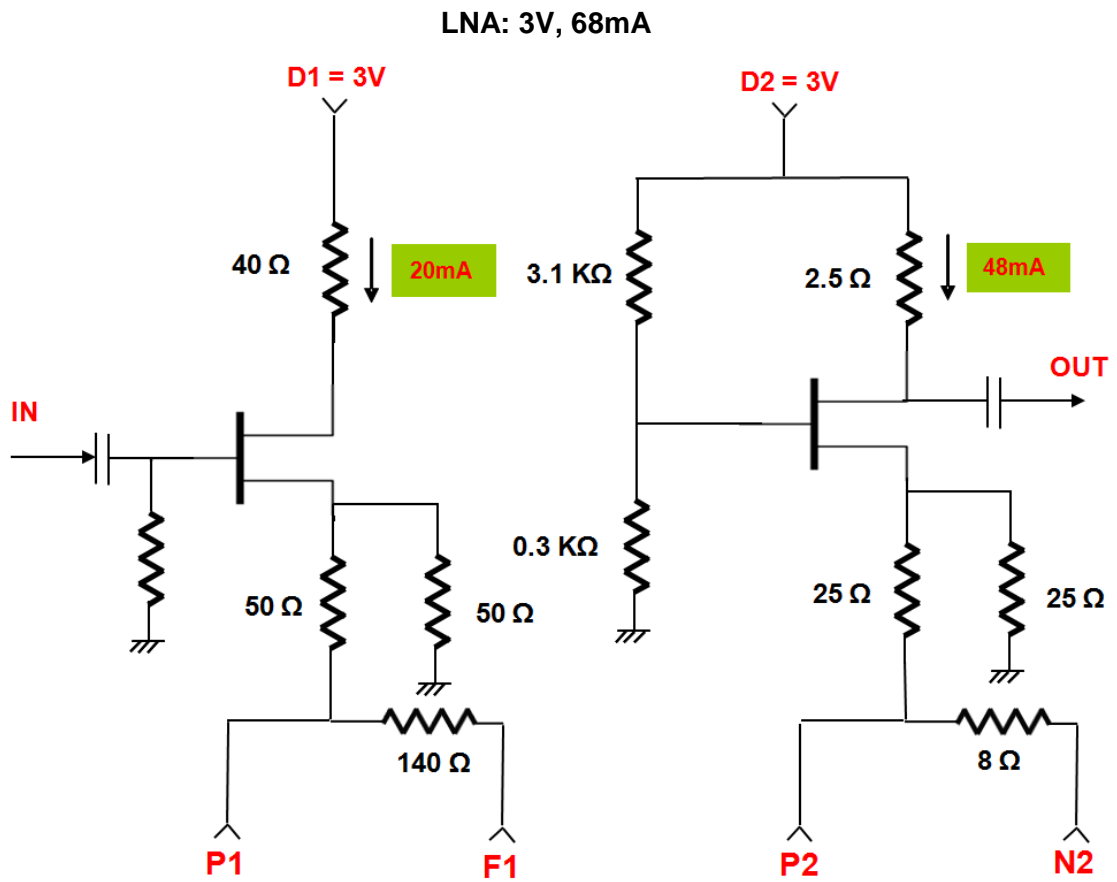 LNA: 3V, 68mA
D1 = 3V
D2 = 3V
40 Ω
20mA
3.1 KΩ
2.5 Ω
48mA
IN
OUT
0.3 KΩ
50 Ω
50 Ω
25 Ω
25 Ω
140 Ω
8 Ω
P1
F1
P2
N2